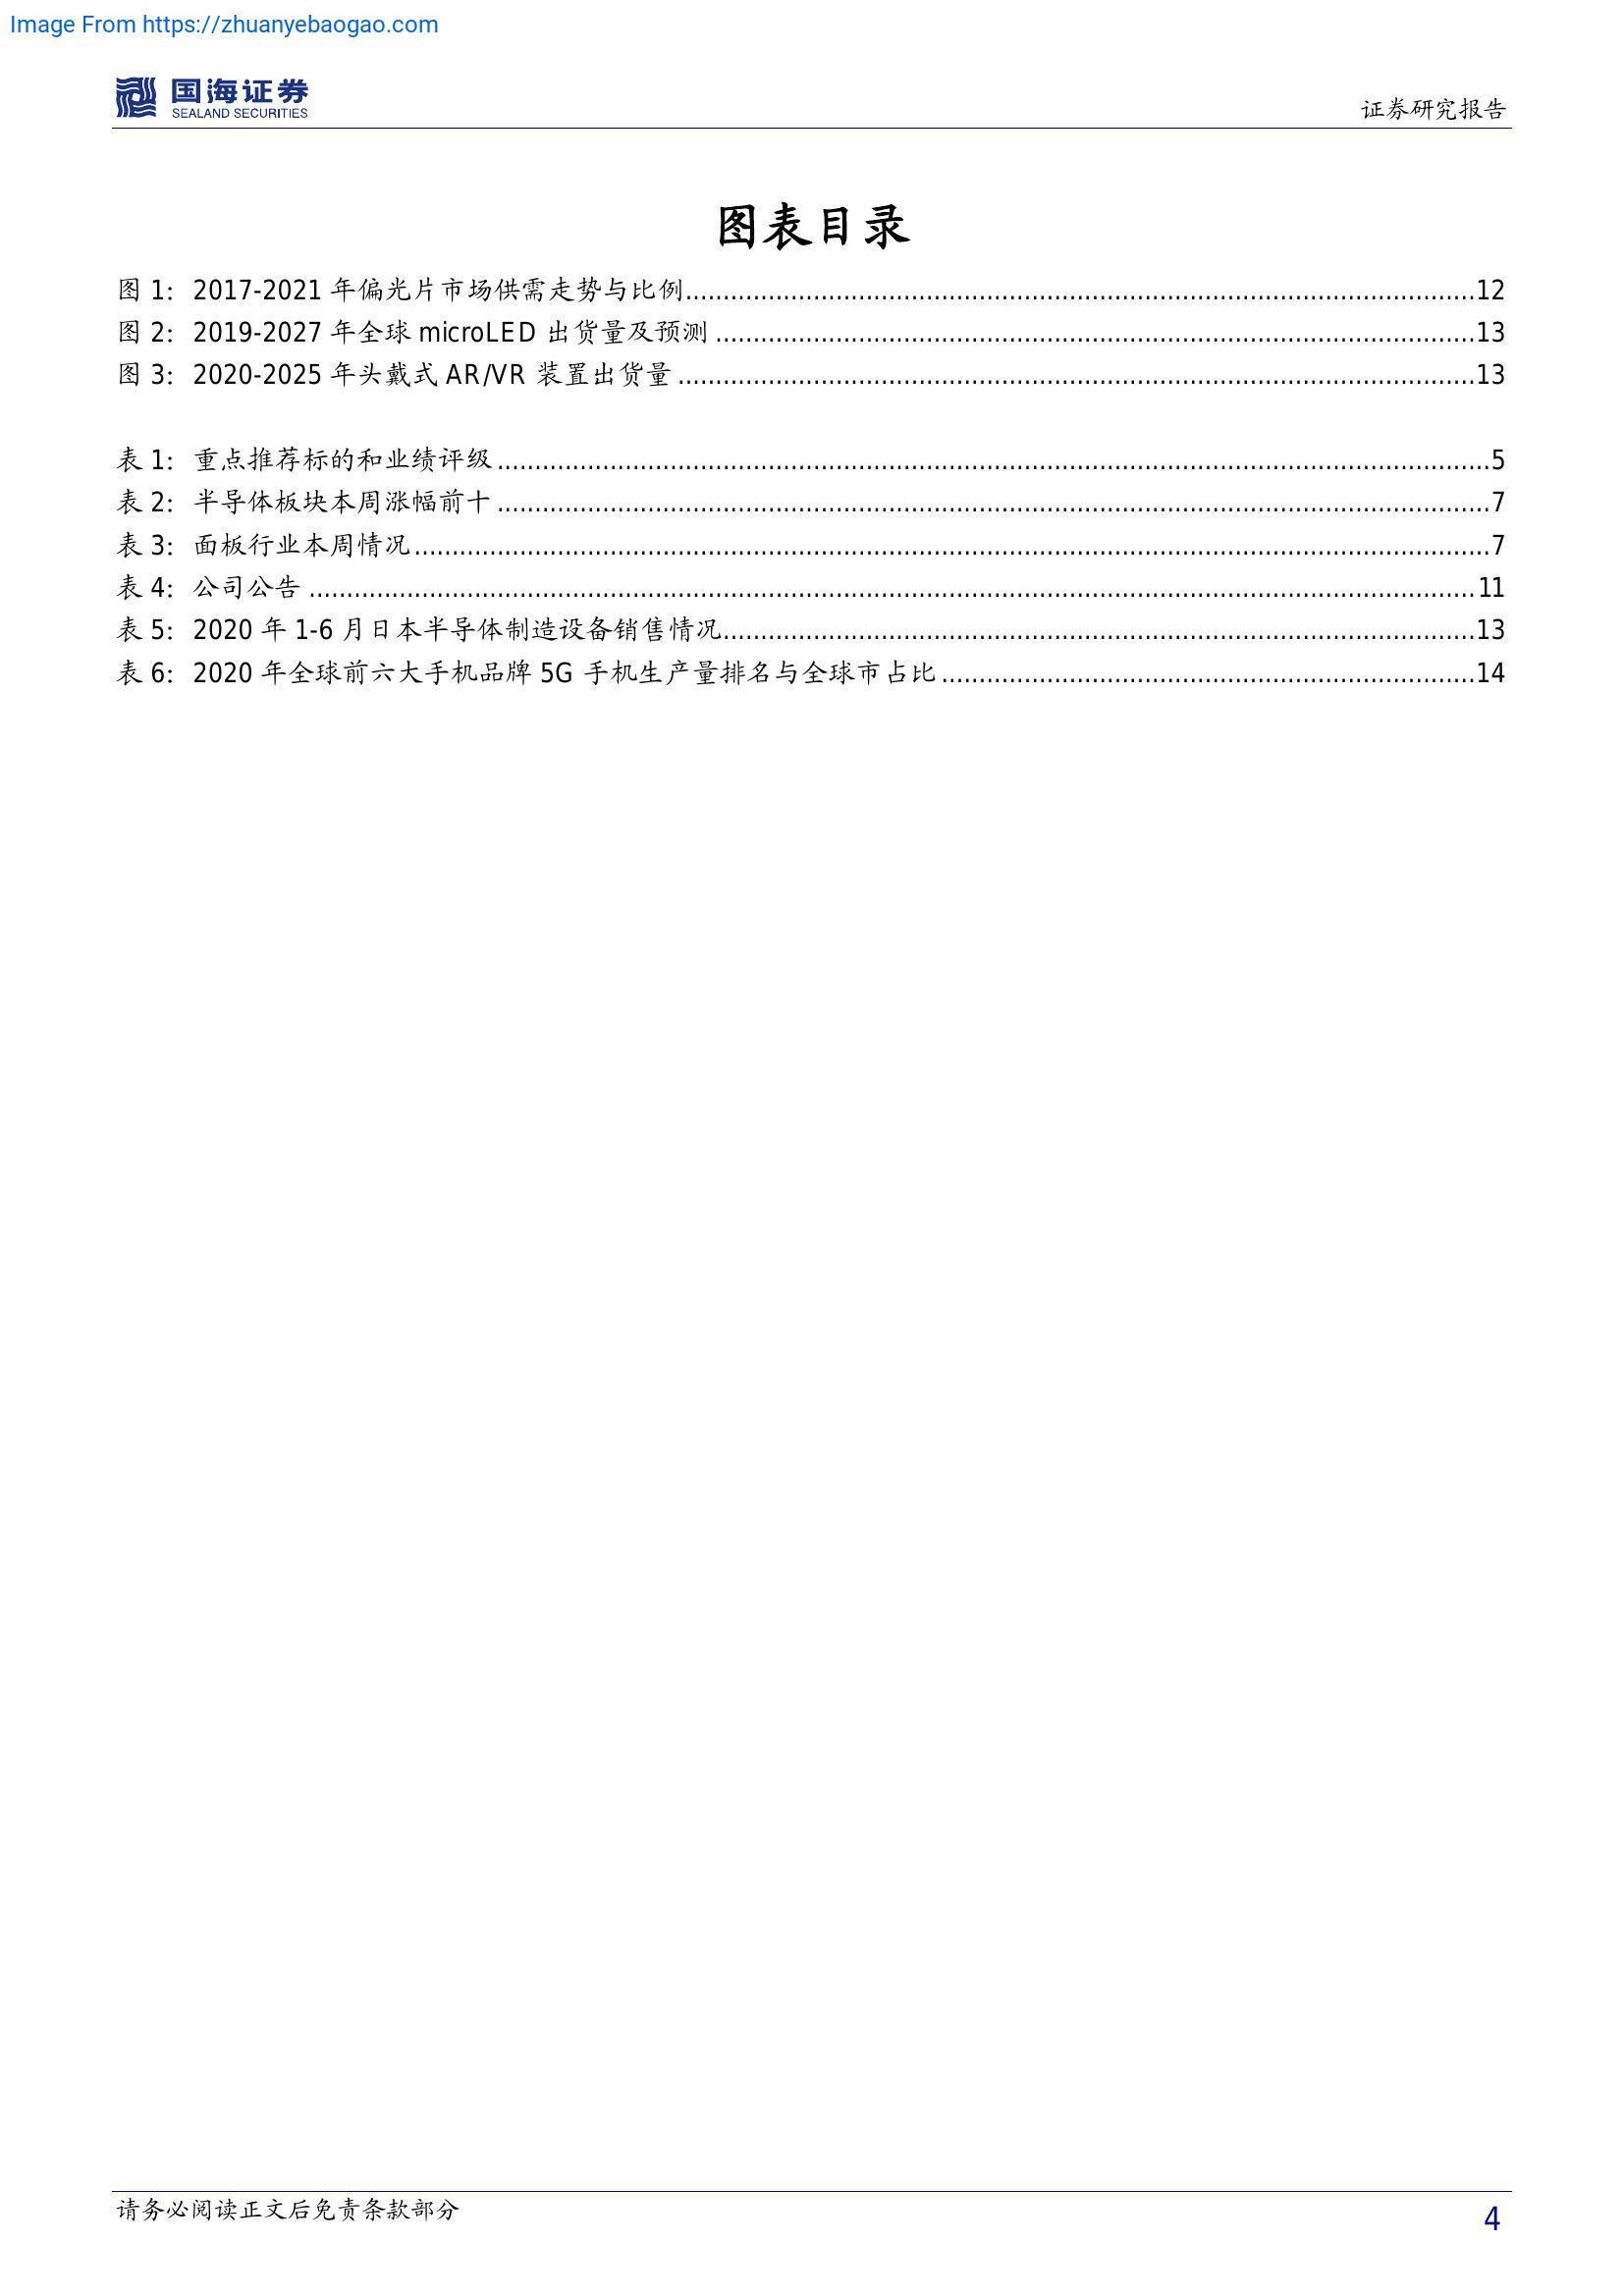 Image From https://zhuanyebaogao.com
国海证券
SEALAND SECURITIES
证券研究报告
图表目录
图 1: 2017-2021 年偏光片市场供需走势与比例........................12
图 2: 2019-2027 年全球 microLED 出货量及预测........................13
图 3: 2020-2025 年头戴式 AR/VR 装置出货量........................13
表 1: 重点推荐标的和业绩评级........................5
表 2: 半导体板块本周涨幅前十........................7
表 3: 面板行业本周情况........................7
表 4: 公司公告........................11
表 5: 2020 年 1-6 月日本半导体制造设备销售情况........................13
表 6: 2020 年全球前六大手机品牌 5G 手机生产量排名与全球市占比........................14
请务必阅读正文后免责条款部分
4